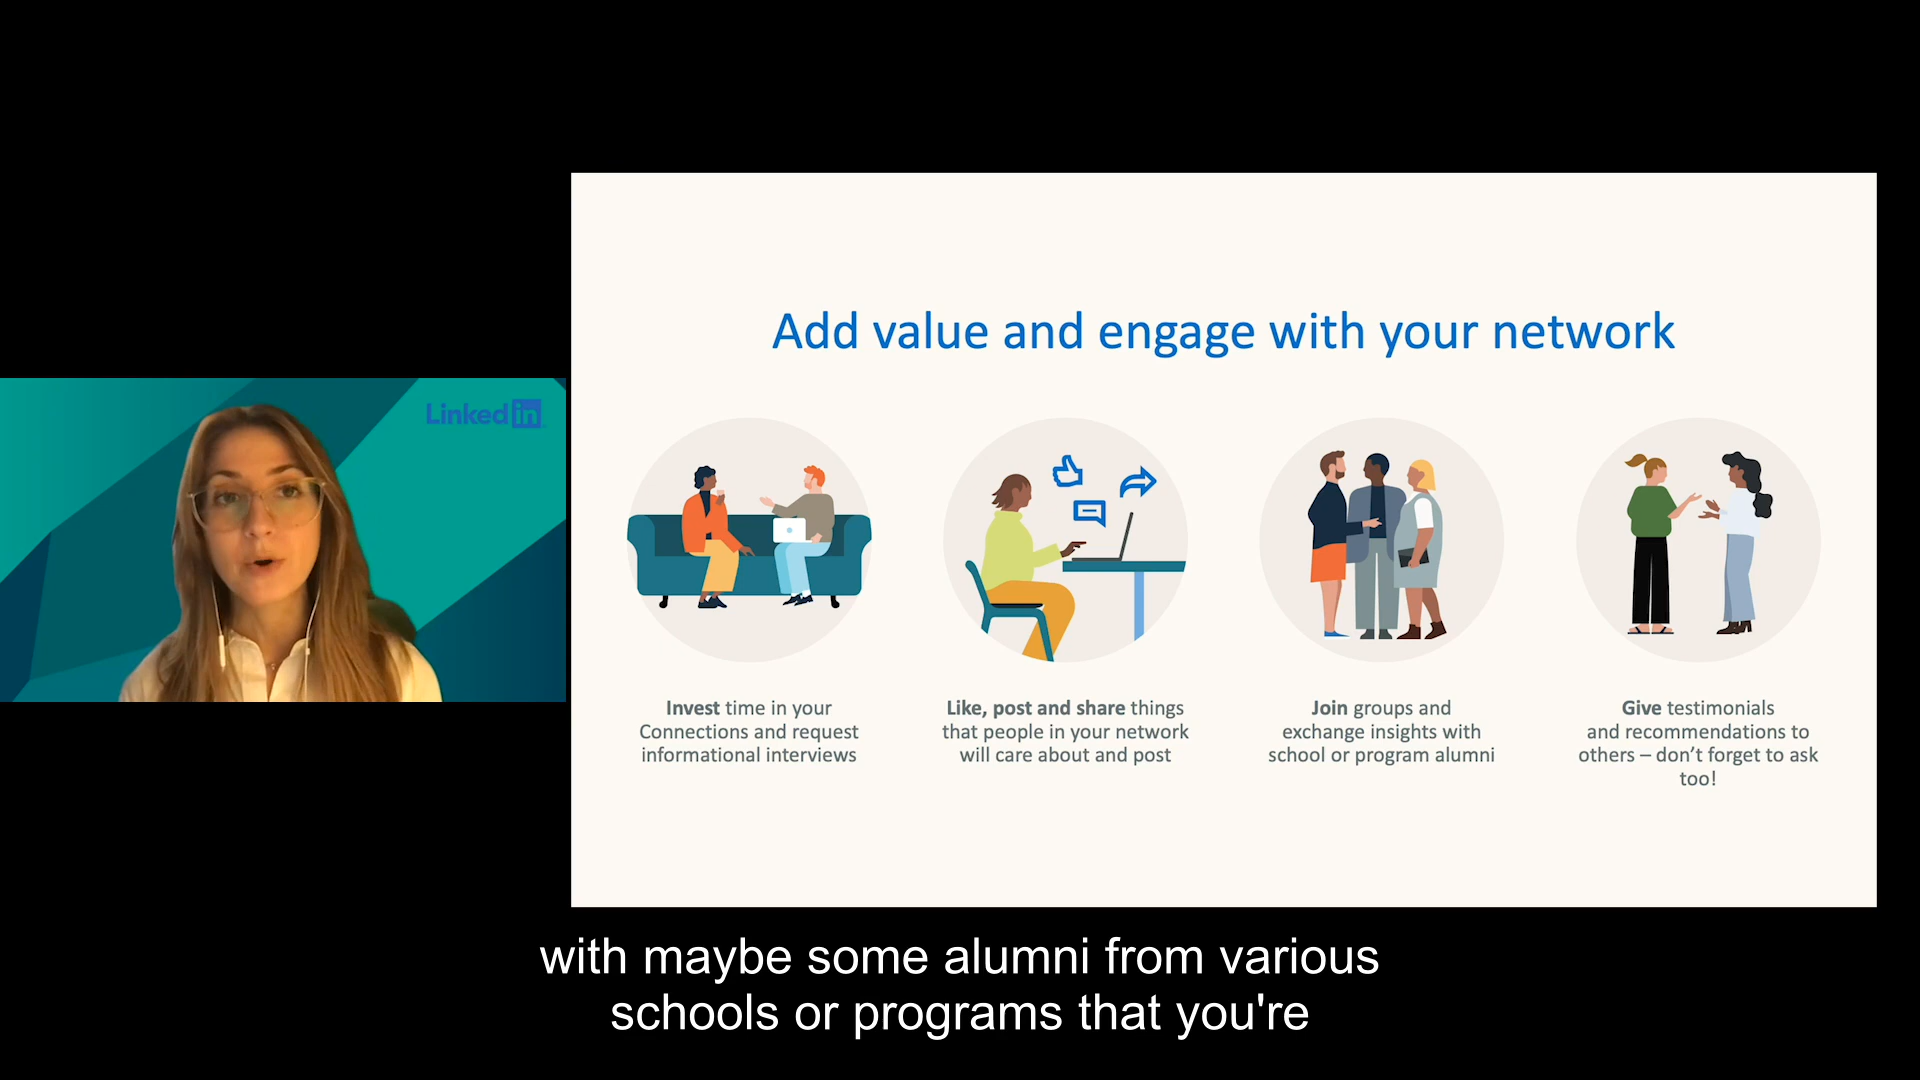 Linked in
Add value and engage with your network
Invest time in your
Connections and request
informational interviews
Like, post and share things
that people in your network
will care about and post
Join groups and
exchange insights with
school or program alumni
Give testimonials
and recommendations to
others – don’t forget to ask
too!
with maybe some alumni from various
schools or programs that you're